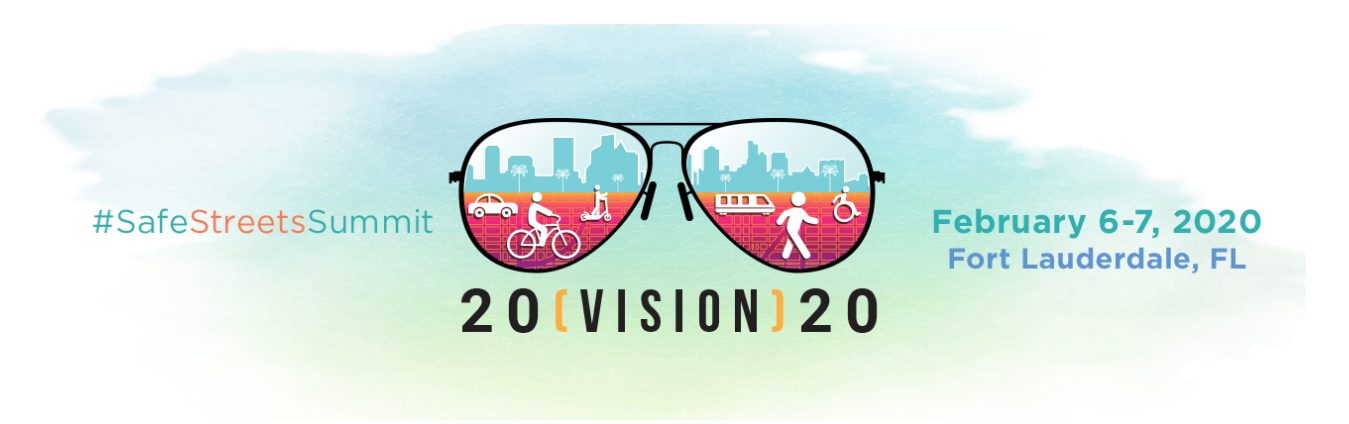 #SafeStreetsSummit
20(VISION)20
February 6-7, 2020
Fort Lauderdale, FL